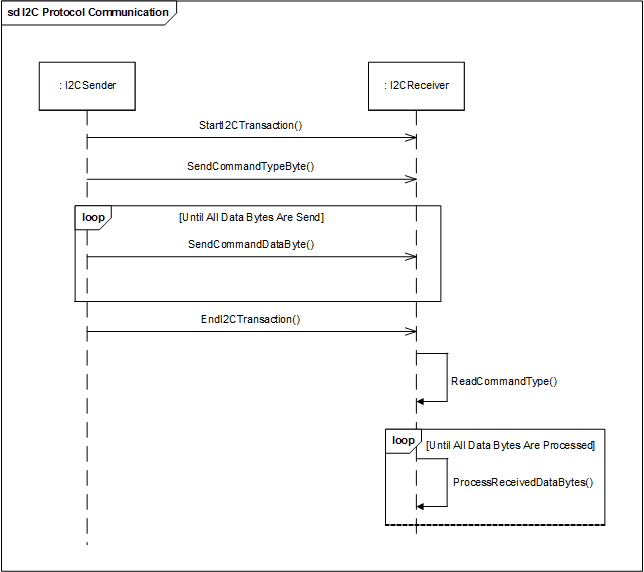 sd I2C Protocol Communication
: I2CSender
: I2CReceiver
StartI2CTransaction()
SendCommandTypeByte()
loop
[Until All Data Bytes Are Send]
SendCommandDataByte()
EndI2CTransaction()
ReadCommandType()
loop
[Until All Data Bytes Are Processed]
ProcessReceivedDataBytes()